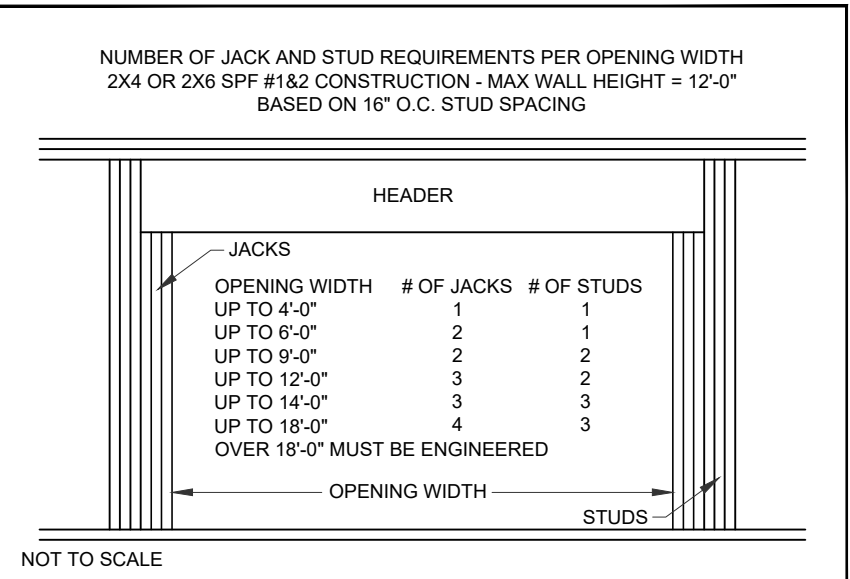 NUMBER OF JACK AND STUD REQUIREMENTS PER OPENING WIDTH
2X4 OR 2X6 SPF #1&2 CONSTRUCTION - MAX WALL HEIGHT = 12'-0"
BASED ON 16" O.C. STUD SPACING
HEADER
JACKS
OPENING WIDTH # OF JACKS # OF STUDS
UP TO 4'-0" 1 1
UP TO 6'-0" 2 1
UP TO 9'-0" 2 2
UP TO 12'-0" 3 2
UP TO 14'-0" 3 3
UP TO 18'-0" 4 3
OVER 18'-0" MUST BE ENGINEERED
OPENING WIDTH
STUDS
NOT TO SCALE